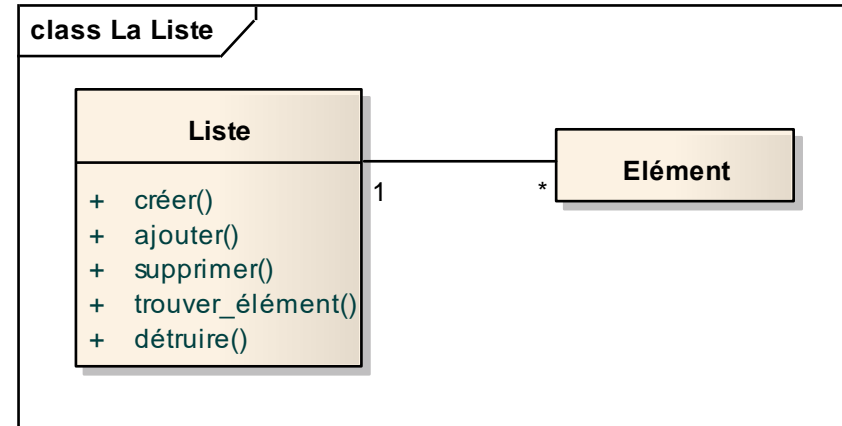 class La Liste
Liste
+ créer()
+ ajouter()
+ supprimer()
+ trouver_élément()
+ détruire()
1
*
Elément